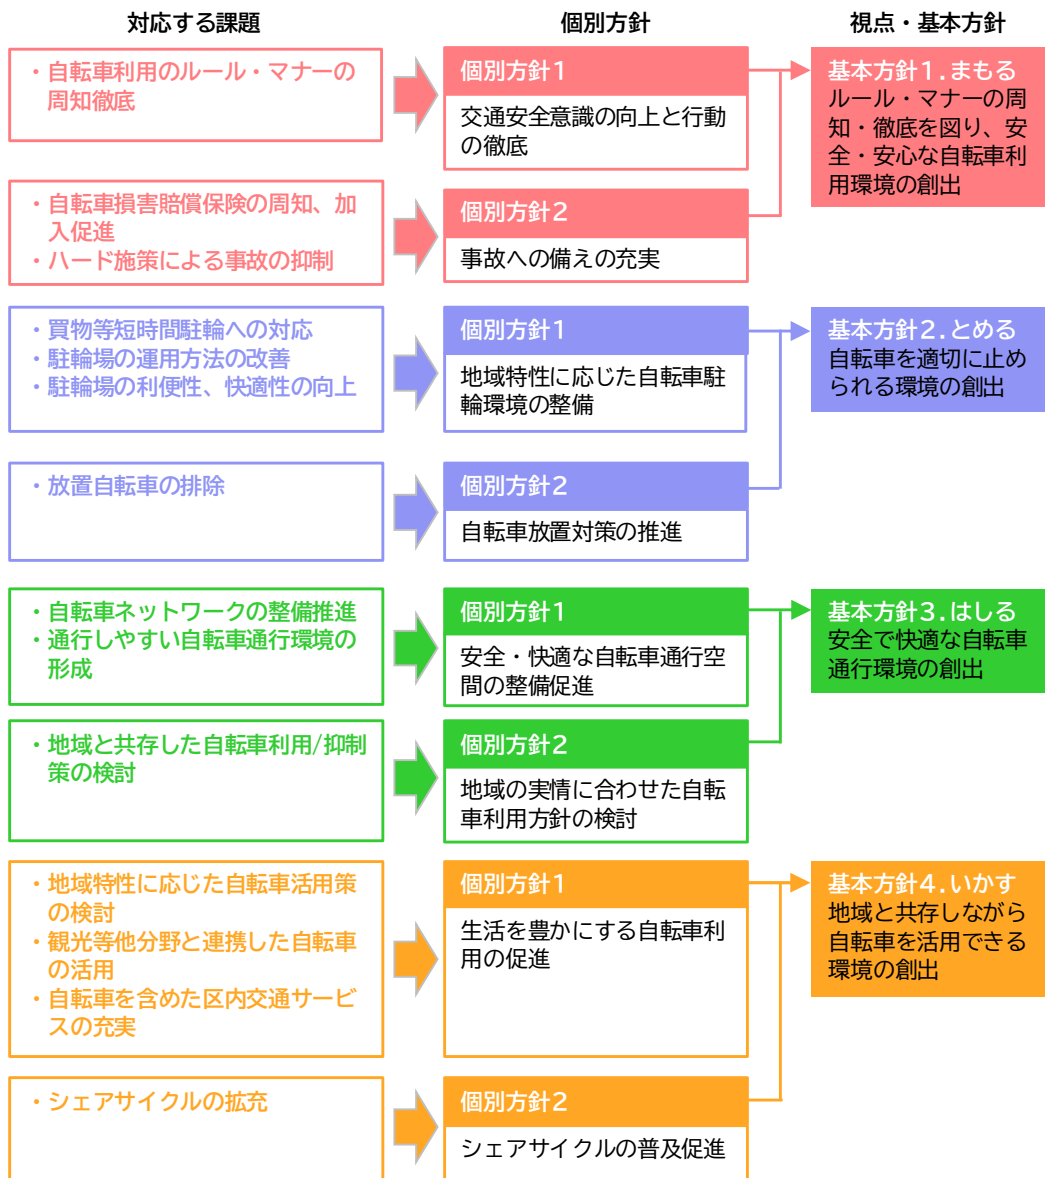 対応する課題
個別方針
視点・基本方針
・自転車利用のルール・マナーの
周知徹底
個別方針1
交通安全意識の向上と行動
の徹底
基本方針1.まもる
ルール・マナーの周
知・徹底を図り、安
全・安心な自転車利
用環境の創出
・自転車損害賠償保険の周知、加
入促進
・ハード施策による事故の抑制
個別方針2
事故への備えの充実
・買物等短時間駐輪への対応
・駐輪場の運用方法の改善
・駐輪場の利便性、快適性の向上
個別方針1
地域特性に応じた自転車駐
輪環境の整備
基本方針2.とめる
自転車を適切に止め
られる環境の創出
・放置自転車の排除
個別方針2
自転車放置対策の推進
・自転車ネットワークの整備推進
・通行しやすい自転車通行環境の
形成
個別方針1
安全・快適な自転車通行空
間の整備促進
基本方針3.はしる
安全で快適な自転車
通行環境の創出
・地域と共存した自転車利用/抑制
策の検討
個別方針2
地域の実情に合わせた自転
車利用方針の検討
・地域特性に応じた自転車活用策
の検討
・観光等他分野と連携した自転車
の活用
・自転車を含めた区内交通サービ
スの充実
個別方針1
生活を豊かにする自転車利
用の促進
基本方針4.いかす
地域と共存しながら
自転車を活用できる
環境の創出
・シェアサイクルの拡充
個別方針2
シェアサイクルの普及促進